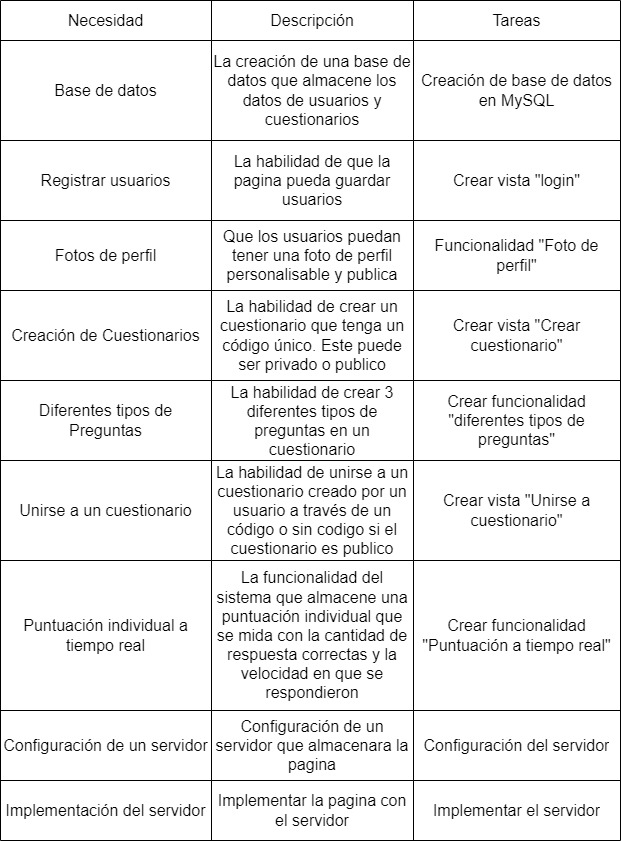 Necesidad
Descripción
Tareas
Base de datos
La creación de una base de
datos que almacene los
datos de usuarios y
cuestionarios
Creación de base de datos
en MySQL
Registrar usuarios
La habilidad de que la
pagina pueda guardar
usuarios
Crear vista "login"
Fotos de perfil
Que los usuarios puedan
tener una foto de perfil
personalisable y publica
Funcionalidad "Foto de
perfil"
Creación de Cuestionarios
La habilidad de crear un
cuestionario que tenga un
código único. Este puede
ser privado o publico
Crear vista "Crear
cuestionario"
Diferentes tipos de
Preguntas
La habilidad de crear 3
diferentes tipos de
preguntas en un
cuestionario
Crear funcionalidad
"diferentes tipos de
preguntas"
Unirse a un cuestionario
La habilidad de unirse a un
cuestionario creado por un
usuario a través de un
código o sin codigo si el
cuestionario es publico
Crear vista "Unirse a
cuestionario"
Puntuación individual a
tiempo real
La funcionalidad del
sistema que almacene una
puntuación individual que
se mida con la cantidad de
respuesta correctas y la
velocidad en que se
respondieron
Crear funcionalidad
"Puntuación a tiempo real"
Configuración de un servidor
Configuración de un
servidor que almacenara la
pagina
Configuración del servidor
Implementación del servidor
Implementar la pagina con
el servidor
Implementar el servidor